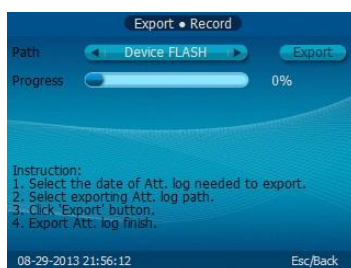 Export ● Record
Path Device FLASH Export
Progress 0%
Instruction:
1. Select the date of Att. log needed to export.
2. Select exporting Att. log path.
3. Click 'Export' button.
4. Export Att. log finish.
08-29-2013 21:56:12 Esc/Back